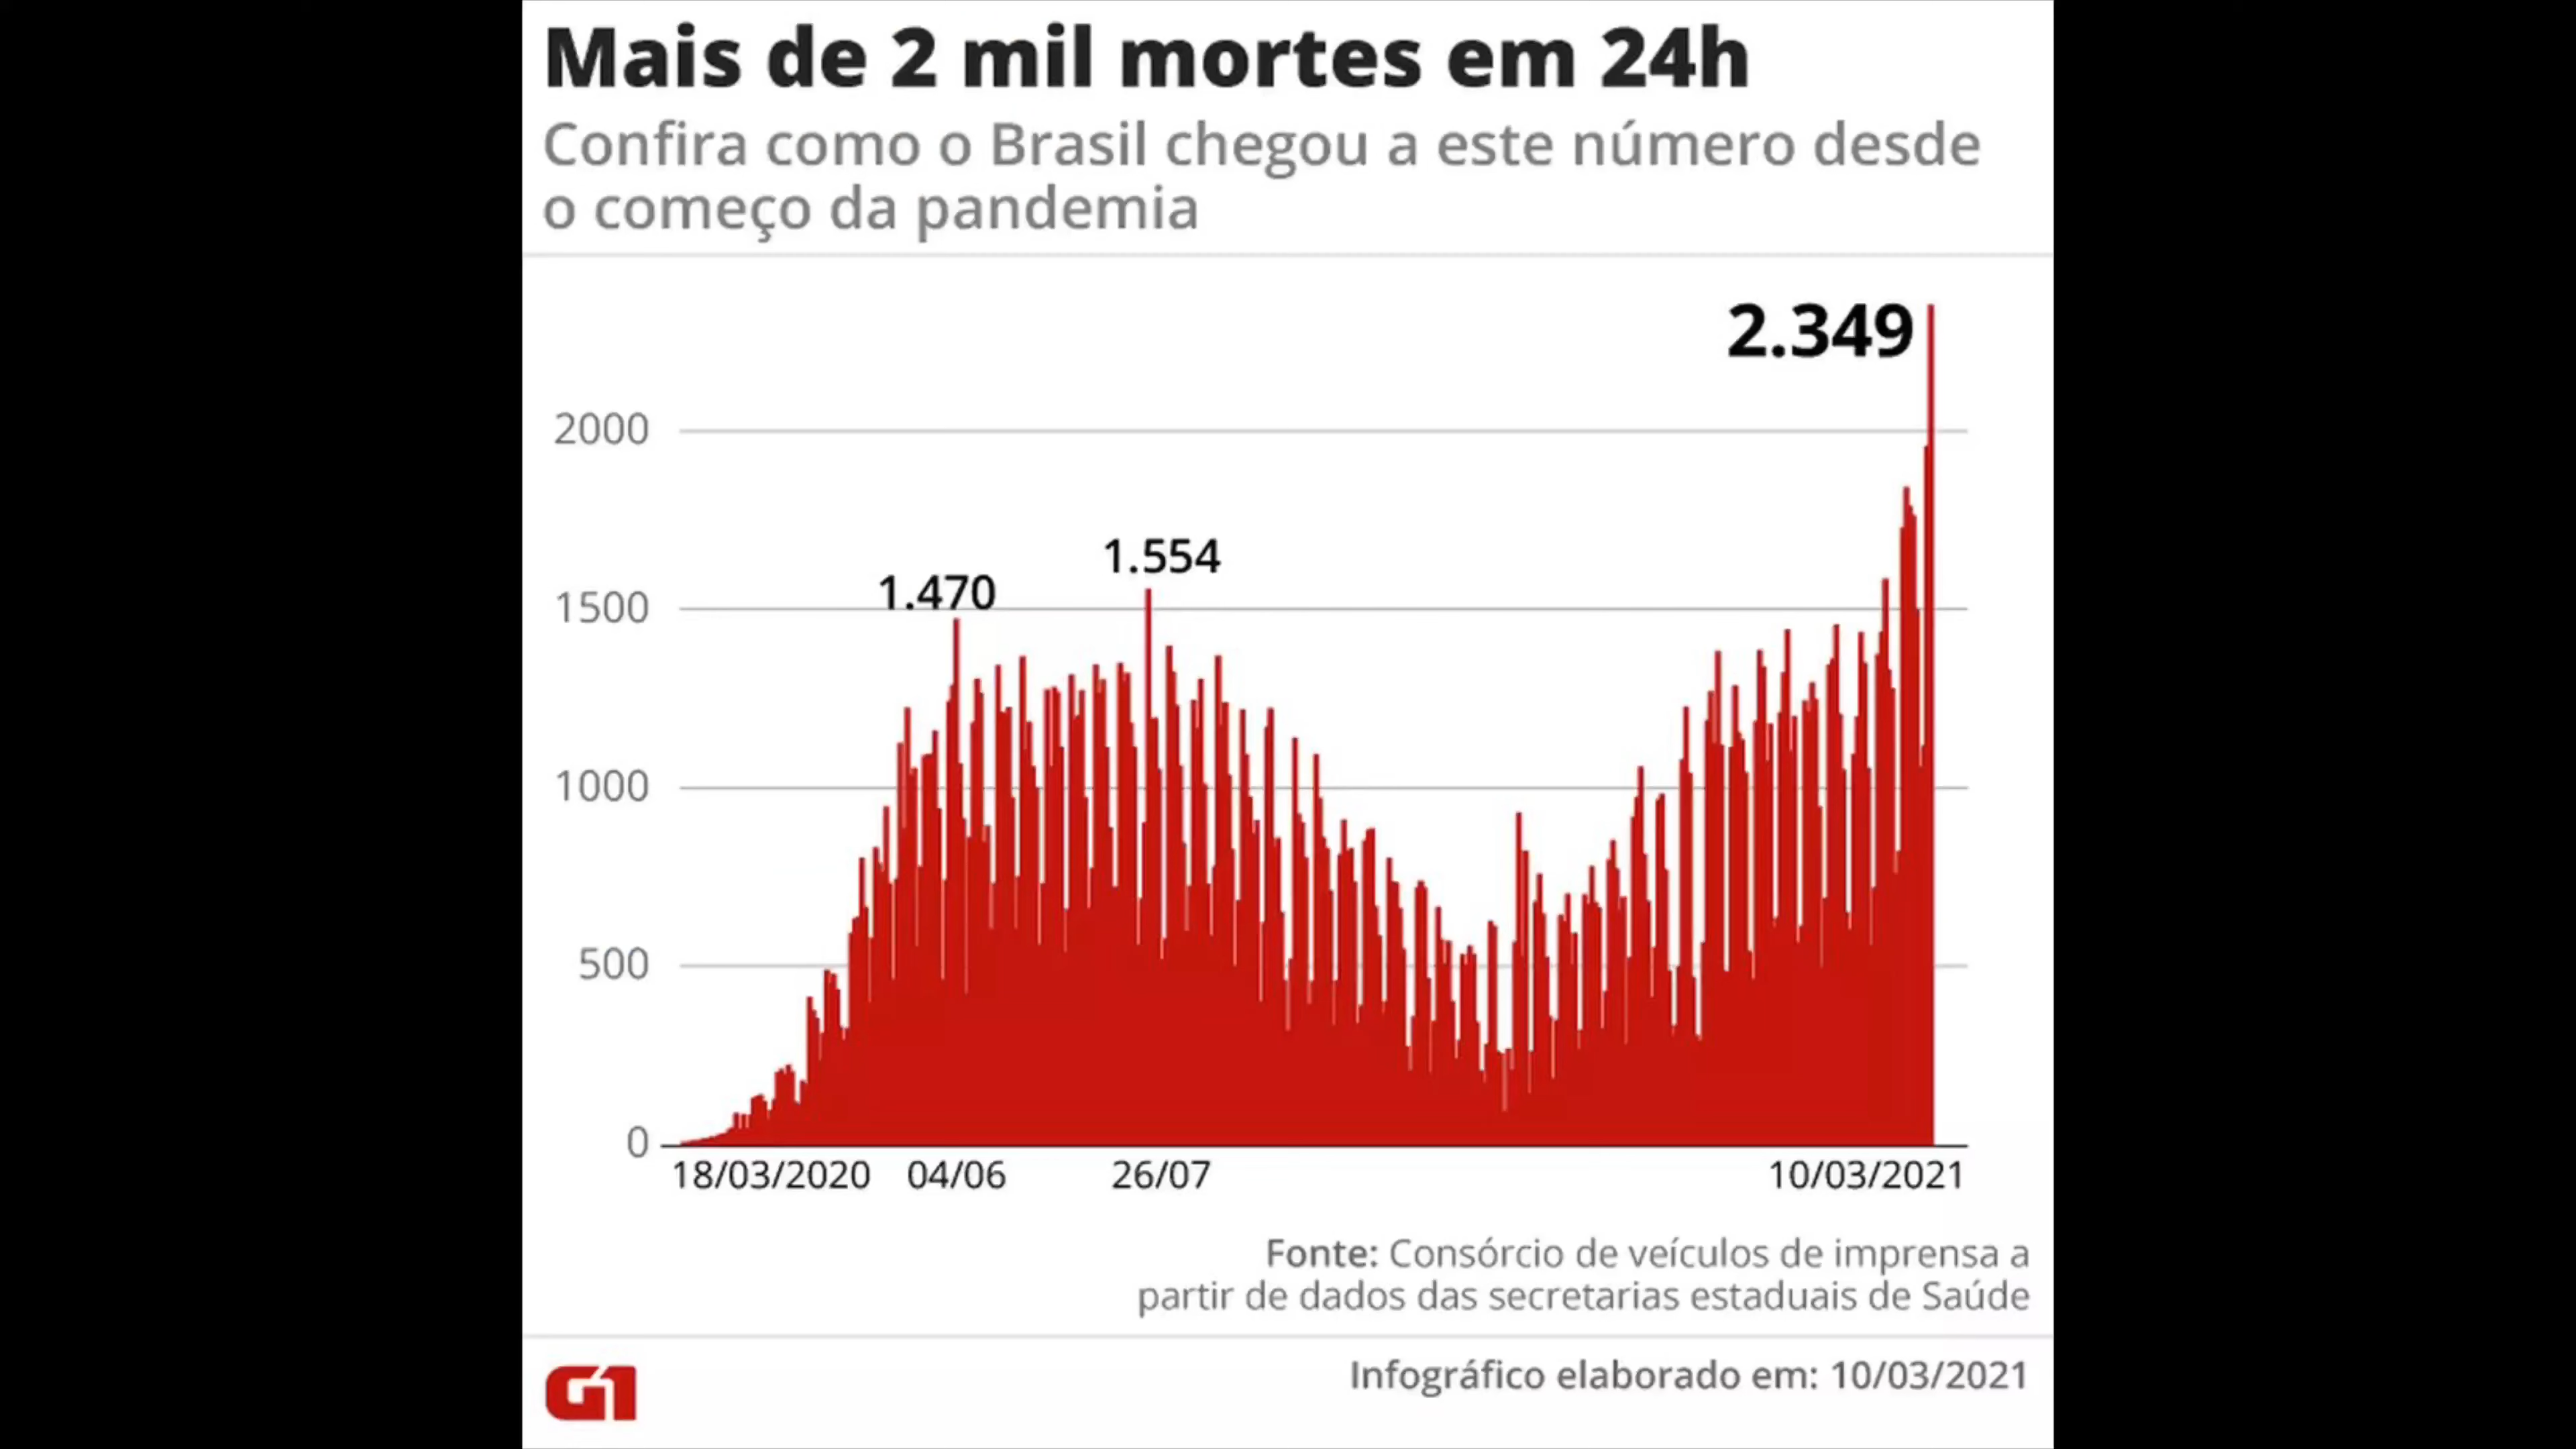 Mais de 2 mil mortes em 24h
Confira como o Brasil chegou a este número desde
o começo da pandemia
2.349
2000
1.554
1.470
1500
1000
500
0
18/03/2020 04/06 26/07 10/03/2021
Fonte: Consórcio de veículos de imprensa a
partir de dados das secretarias estaduais de Saúde
G1
Infográfico elaborado em: 10/03/2021